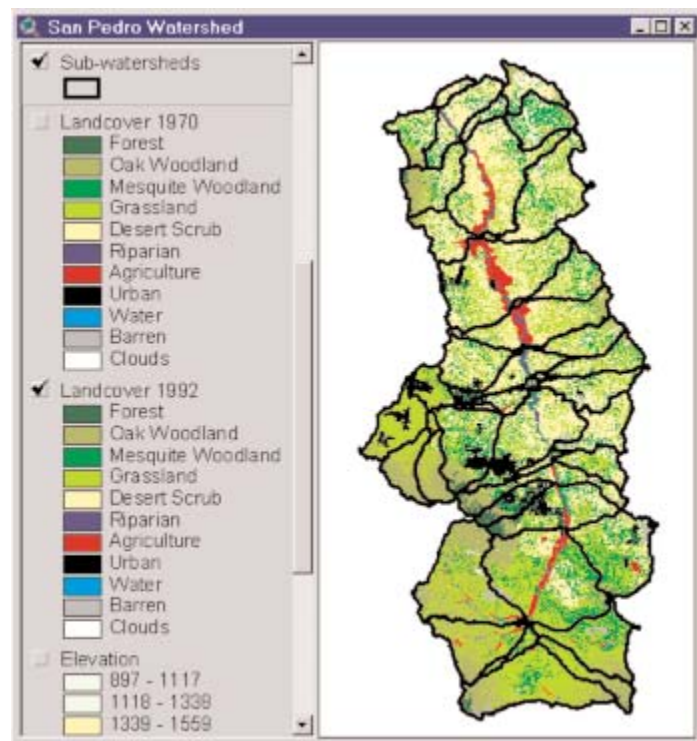 San Pedro Watershed
Sub-watersheds
Landcover 1970
Forest
Oak Woodland
Mesquite Woodland
Grassland
Desert Scrub
Riparian
Agriculture
Urban
Water
Barren
Clouds
Landcover 1992
Forest
Oak Woodland
Mesquite Woodland
Grassland
Desert Scrub
Riparian
Agriculture
Urban
Water
Barren
Clouds
Elevation
897 - 1117
1118 - 1338
1339 - 1559